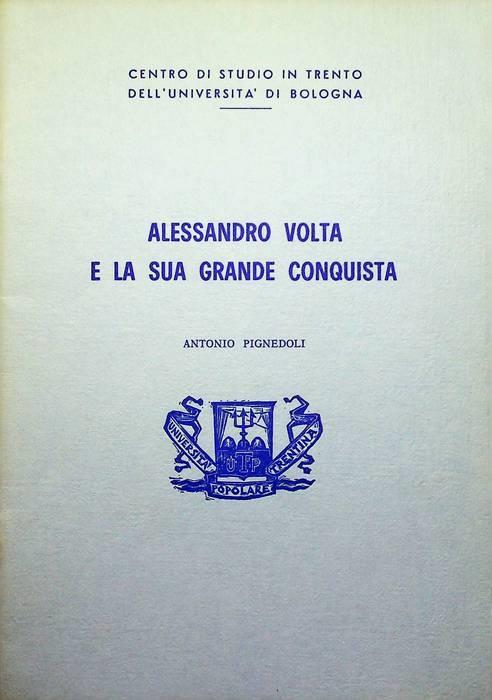 CENTRO DI STUDIO IN TRENTO
DELL'UNIVERSITA' DI BOLOGNA
ALESSANDRO VOLTA
E LA SUA GRANDE CONQUISTA
ANTONIO PIGNEDOLI
UTP
UNIVERSITA'
POPOLARE
TRENTINA